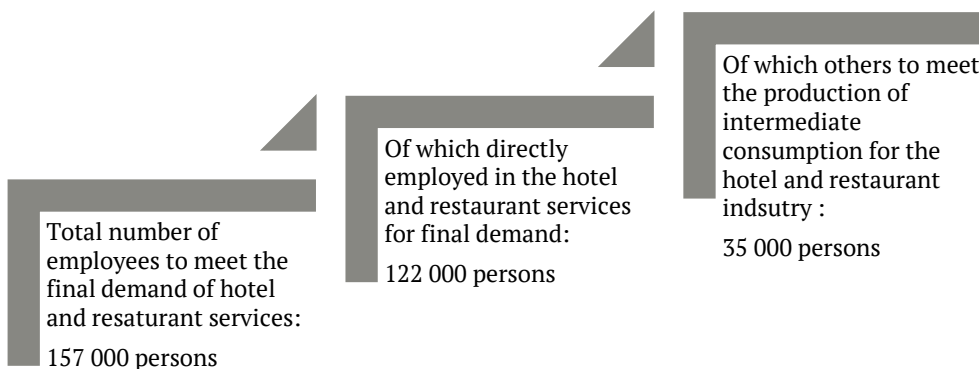 Total number of
employees to meet the
final demand of hotel
and resaturant services:
157 000 persons
Of which directly
employed in the hotel
and restaurant services
for final demand:
122 000 persons
Of which others to meet
the production of
intermediate
consumption for the
hotel and restaurant
indsutry :
35 000 persons